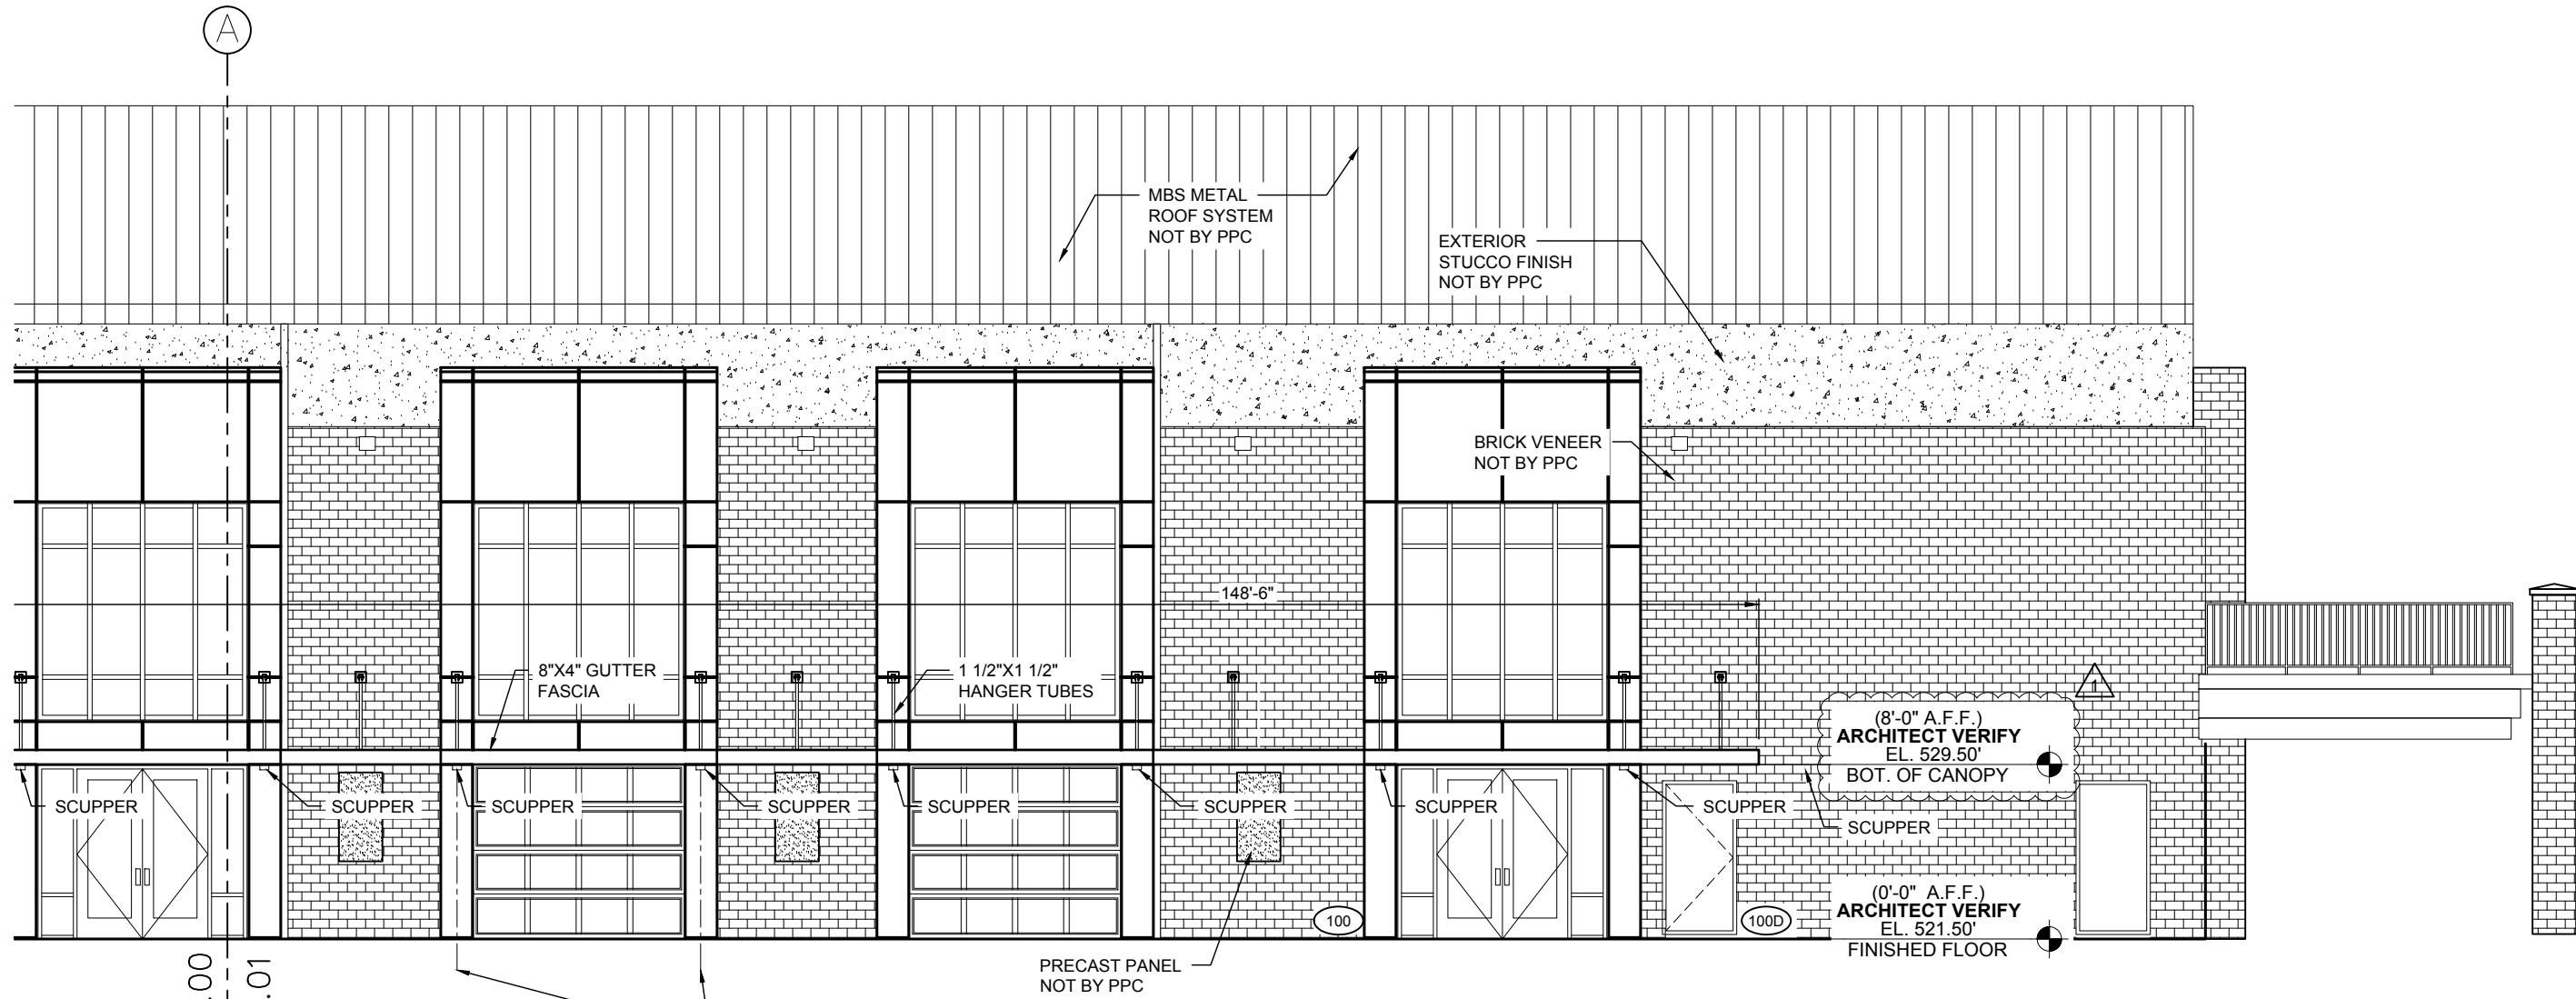 A
MBS METAL
ROOF SYSTEM
NOT BY PPC
EXTERIOR
STUCCO FINISH
NOT BY PPC
BRICK VENEER
NOT BY PPC
148'-6"
8"X4" GUTTER
FASCIA
1 1/2"X1 1/2"
HANGER TUBES
1
(8'-0" A.F.F.)
ARCHITECT VERIFY
EL. 529.50'
BOT. OF CANOPY
SCUPPER
SCUPPER
SCUPPER
SCUPPER
SCUPPER
SCUPPER
SCUPPER
SCUPPER
SCUPPER
100
100D
(0'-0" A.F.F.)
ARCHITECT VERIFY
EL. 521.50'
FINISHED FLOOR
PRECAST PANEL
NOT BY PPC
.00
.01